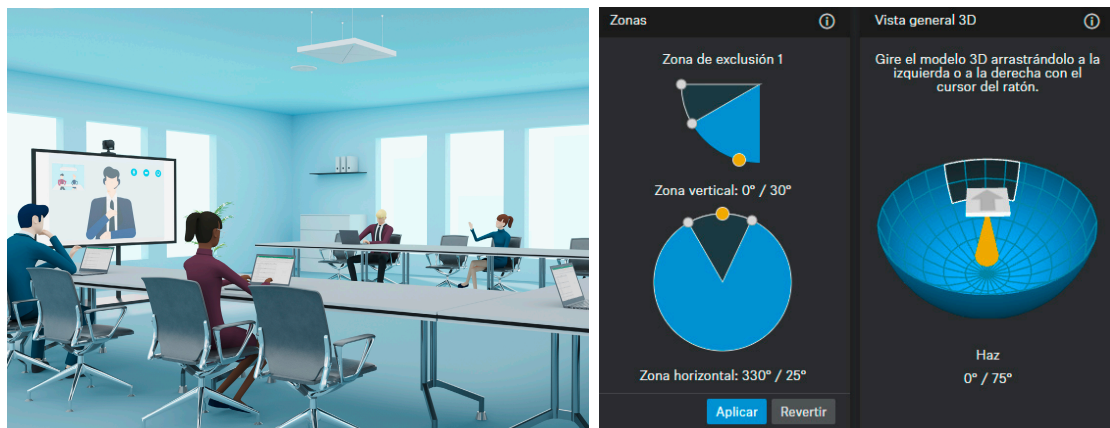 Zonas
Zona de exclusión 1
Zona vertical: 0° / 30°
Zona horizontal: 330° / 25°
Aplicar
Revertir
Vista general 3D
Gire el modelo 3D arrastrándolo a la
izquierda o a la derecha con el
cursor del ratón.
Haz
0° / 75°